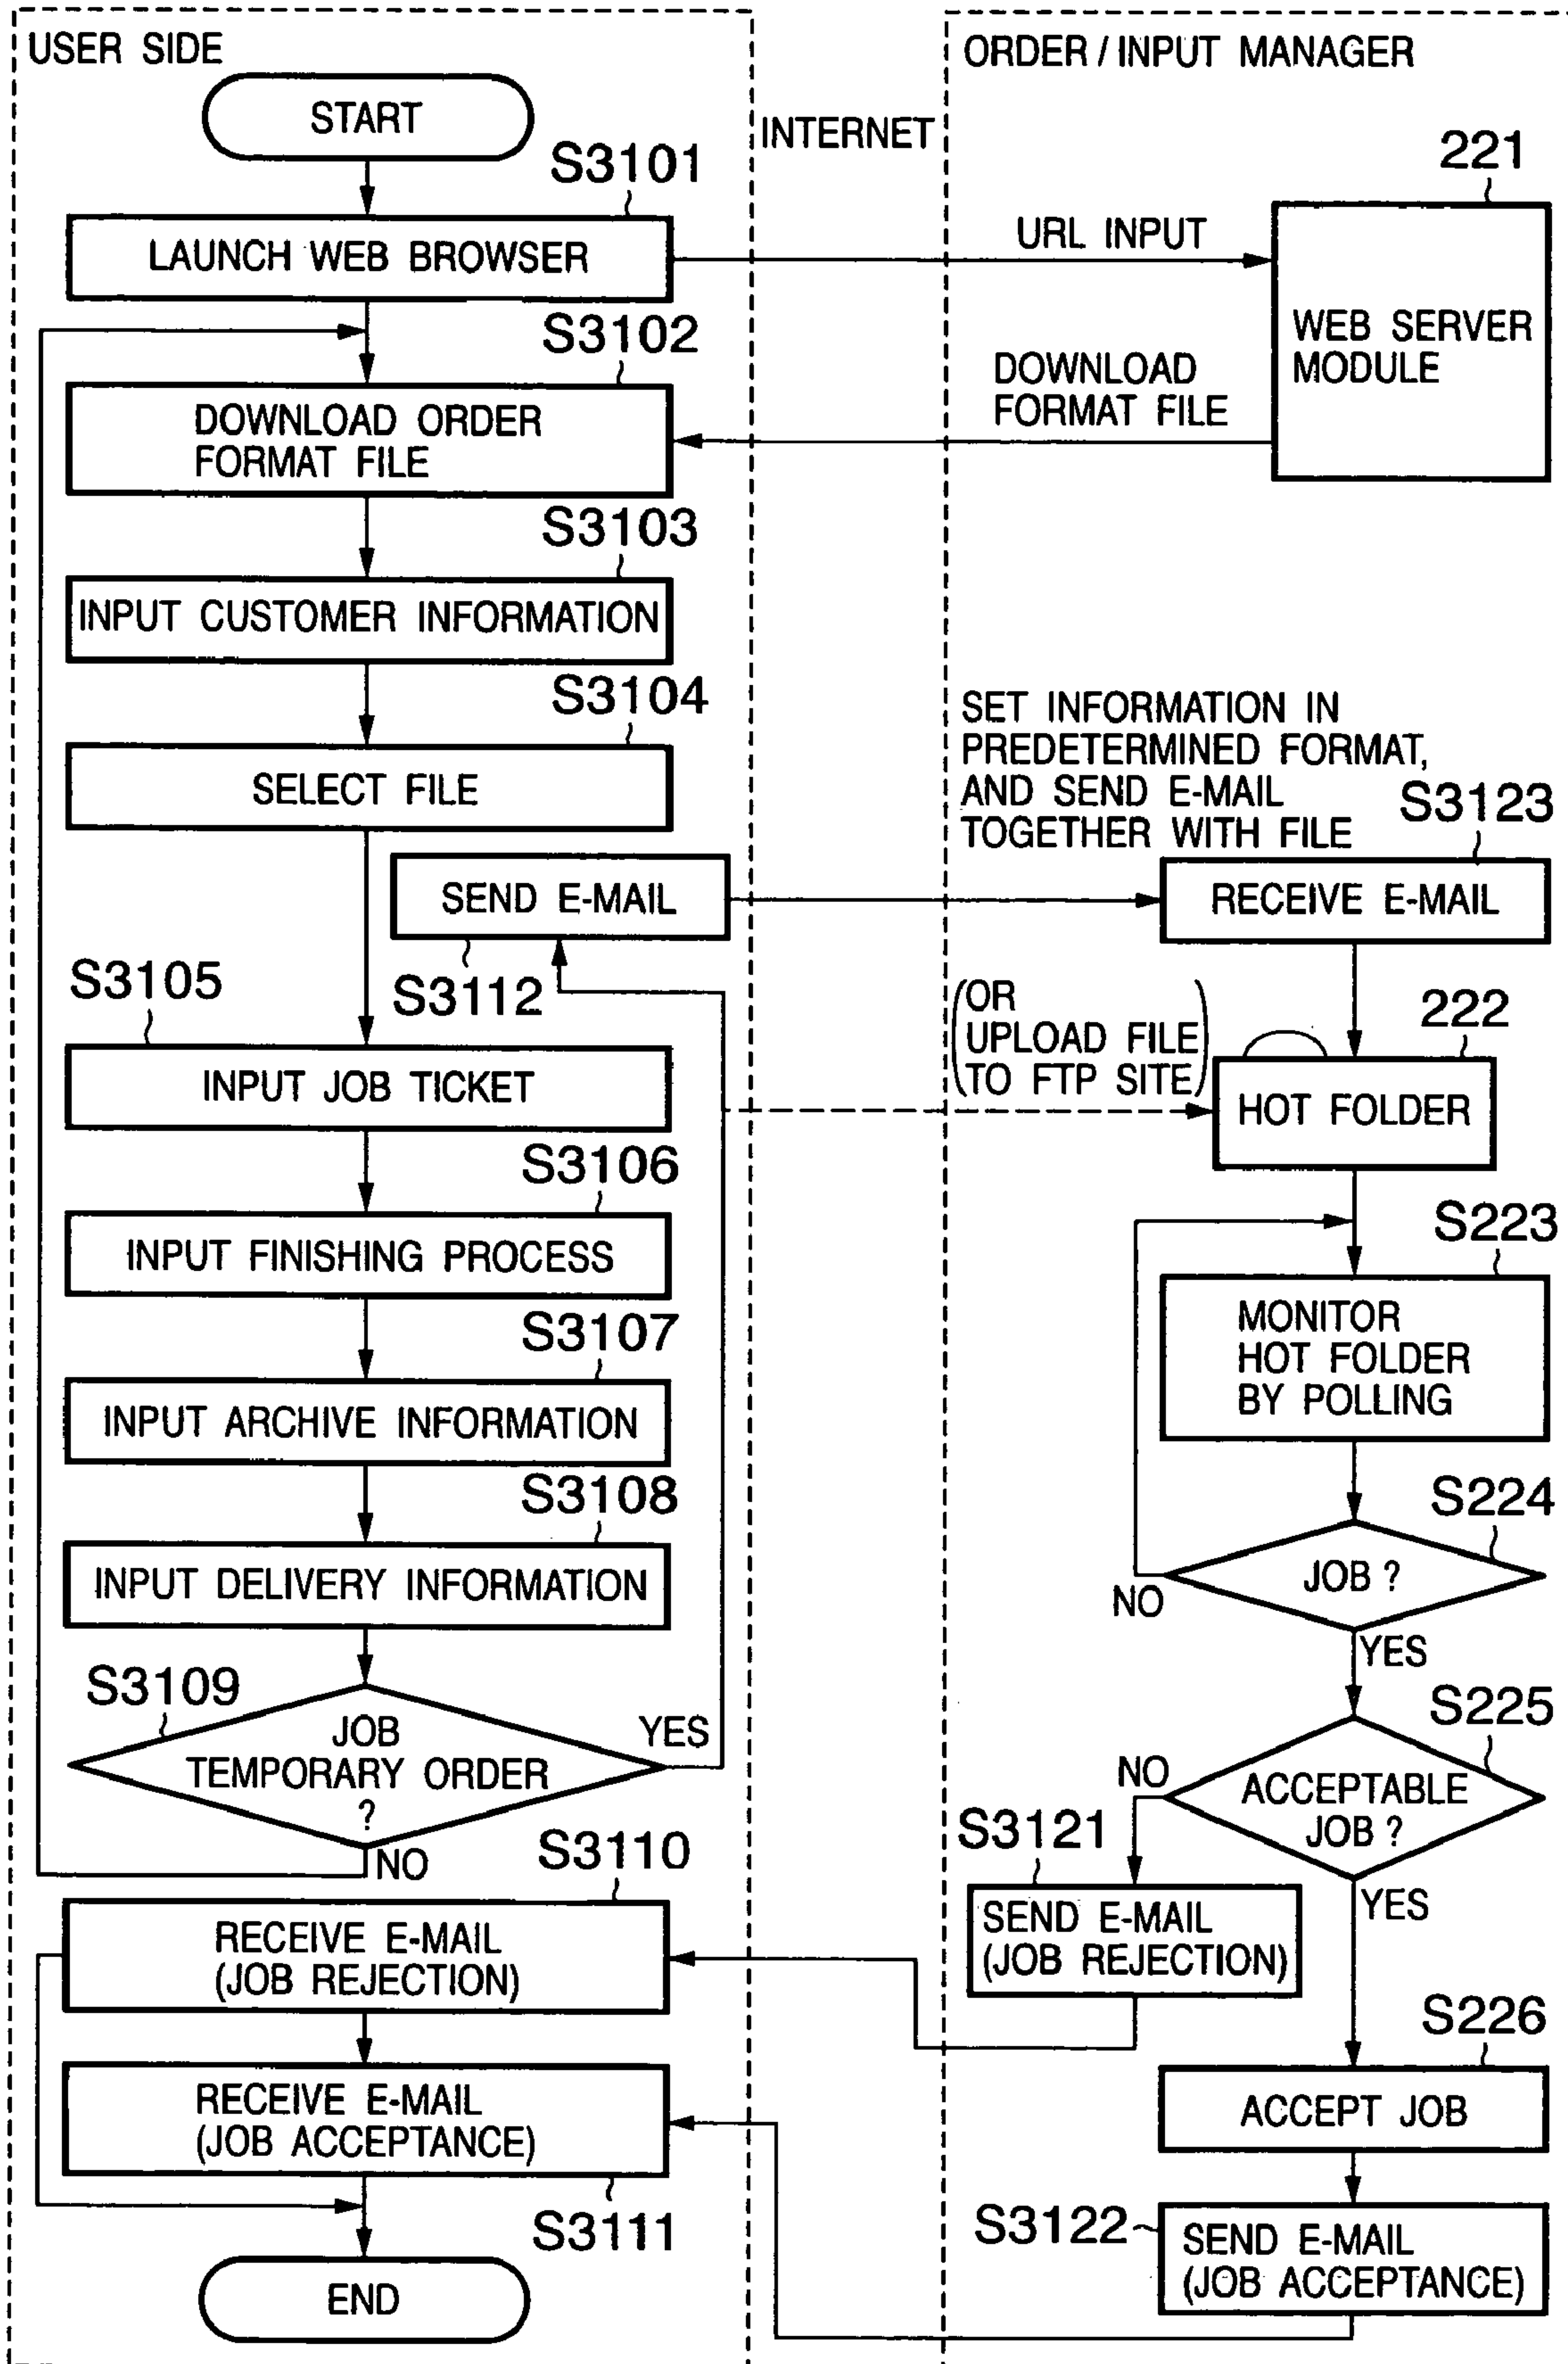 USER SIDE
START
S3101
LAUNCH WEB BROWSER
S3102
DOWNLOAD ORDER
FORMAT FILE
S3103
INPUT CUSTOMER INFORMATION
S3104
SELECT FILE
SEND E-MAIL
S3112
S3105
INPUT JOB TICKET
S3106
INPUT FINISHING PROCESS
S3107
INPUT ARCHIVE INFORMATION
S3108
INPUT DELIVERY INFORMATION
S3109
JOB
TEMPORARY ORDER
?
YES
NO
S3110
RECEIVE E-MAIL
(JOB REJECTION)
RECEIVE E-MAIL
(JOB ACCEPTANCE)
S3111
END
INTERNET
ORDER / INPUT MANAGER
221
URL INPUT
WEB SERVER
MODULE
DOWNLOAD
FORMAT FILE
SET INFORMATION IN
PREDETERMINED FORMAT,
AND SEND E-MAIL
TOGETHER WITH FILE
S3123
RECEIVE E-MAIL
(OR
UPLOAD FILE
TO FTP SITE)
222
HOT FOLDER
S223
MONITOR
HOT FOLDER
BY POLLING
S224
JOB ?
NO
YES
S225
ACCEPTABLE
JOB ?
NO
YES
S3121
SEND E-MAIL
(JOB REJECTION)
S226
ACCEPT JOB
S3122
SEND E-MAIL
(JOB ACCEPTANCE)